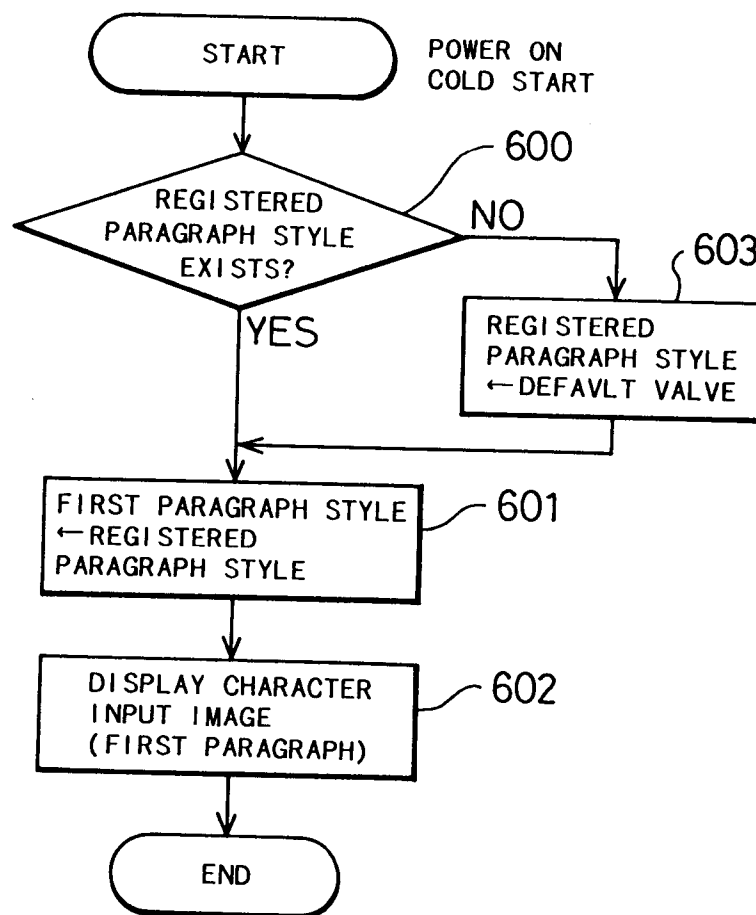 START
POWER ON
COLD START
600
REGISTERED
PARAGRAPH STYLE
EXISTS?
NO
603
YES
REGISTERED
PARAGRAPH STYLE
←DEFAVLT VALVE
FIRST PARAGRAPH STYLE
←REGISTERED
PARAGRAPH STYLE
601
DISPLAY CHARACTER
INPUT IMAGE
(FIRST PARAGRAPH)
602
END